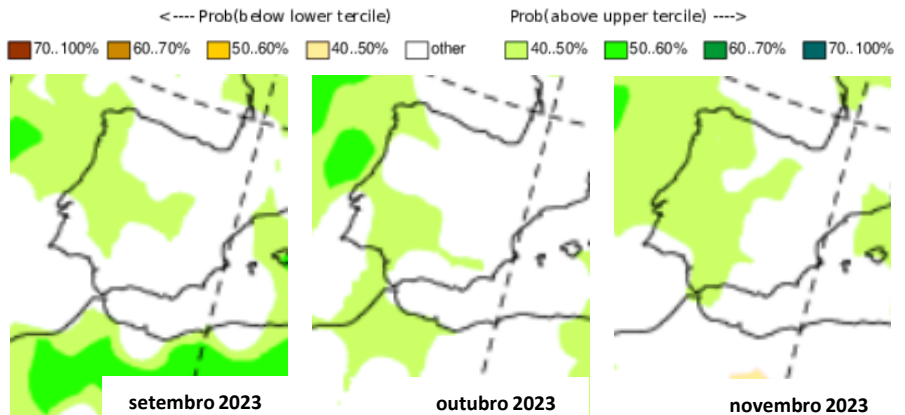 <---- Prob(below lower tercile) Prob(above upper tercile) ---->
70..100% 60..70% 50..60% 40..50% other 40..50% 50..60% 60..70% 70..100%
setembro 2023 outubro 2023 novembro 2023